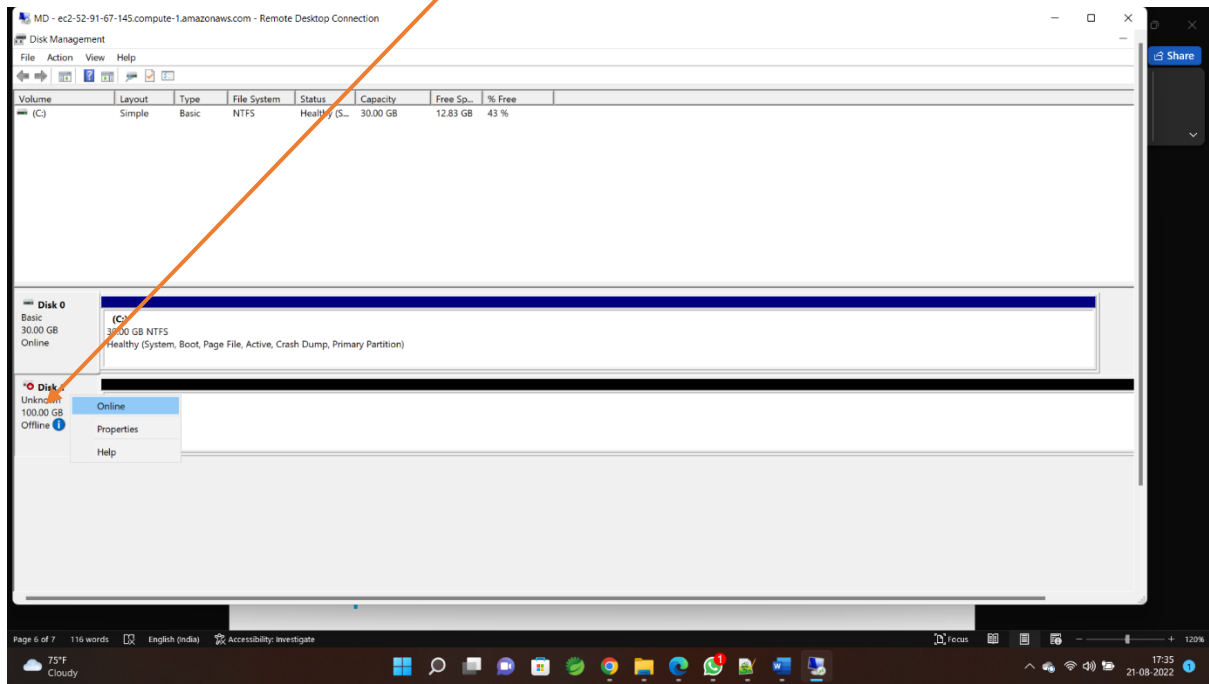 MD - ec2-52-91-67-145.compute-1.amazonaws.com - Remote Desktop Connection
Disk Management
File Action View Help
Share
Volume Layout Type File System Status Capacity Free Sp... % Free
(C:) Simple Basic NTFS Healthy (S... 30.00 GB 12.83 GB 43 %
Disk 0
Basic
30.00 GB
Online
(C:)
30.00 GB NTFS
Healthy (System, Boot, Page File, Active, Crash Dump, Primary Partition)
Disk 1
Unknown
100.00 GB
Offline
Online
Properties
Help
Page 6 of 7 116 words English (India) Accessibility: Investigate Focus 120%
75°F
Cloudy
17:35
21-08-2022
1
1